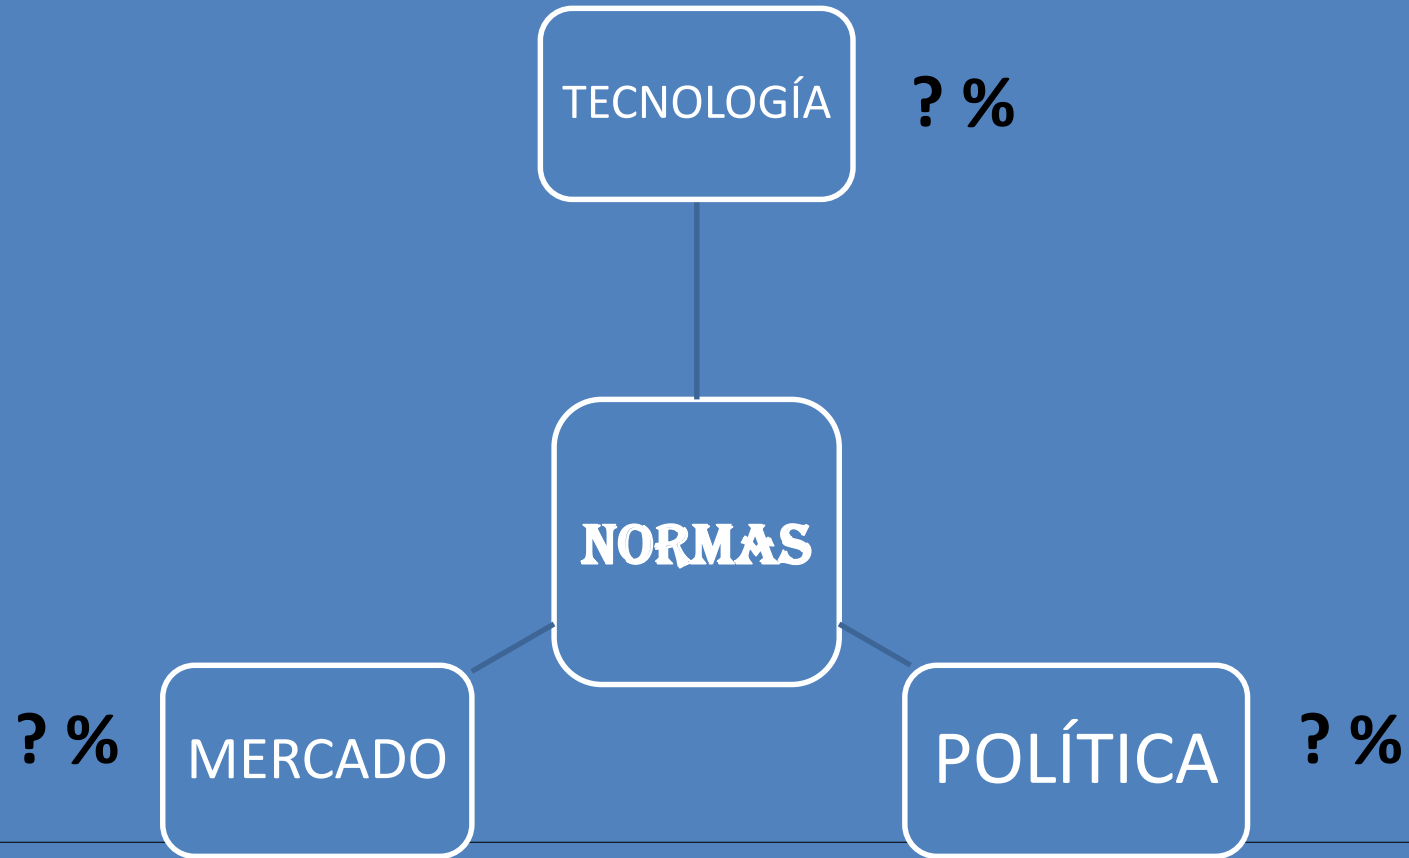 TECNOLOGÍA
? %
NORMAS
? %
MERCADO
POLÍTICA
? %